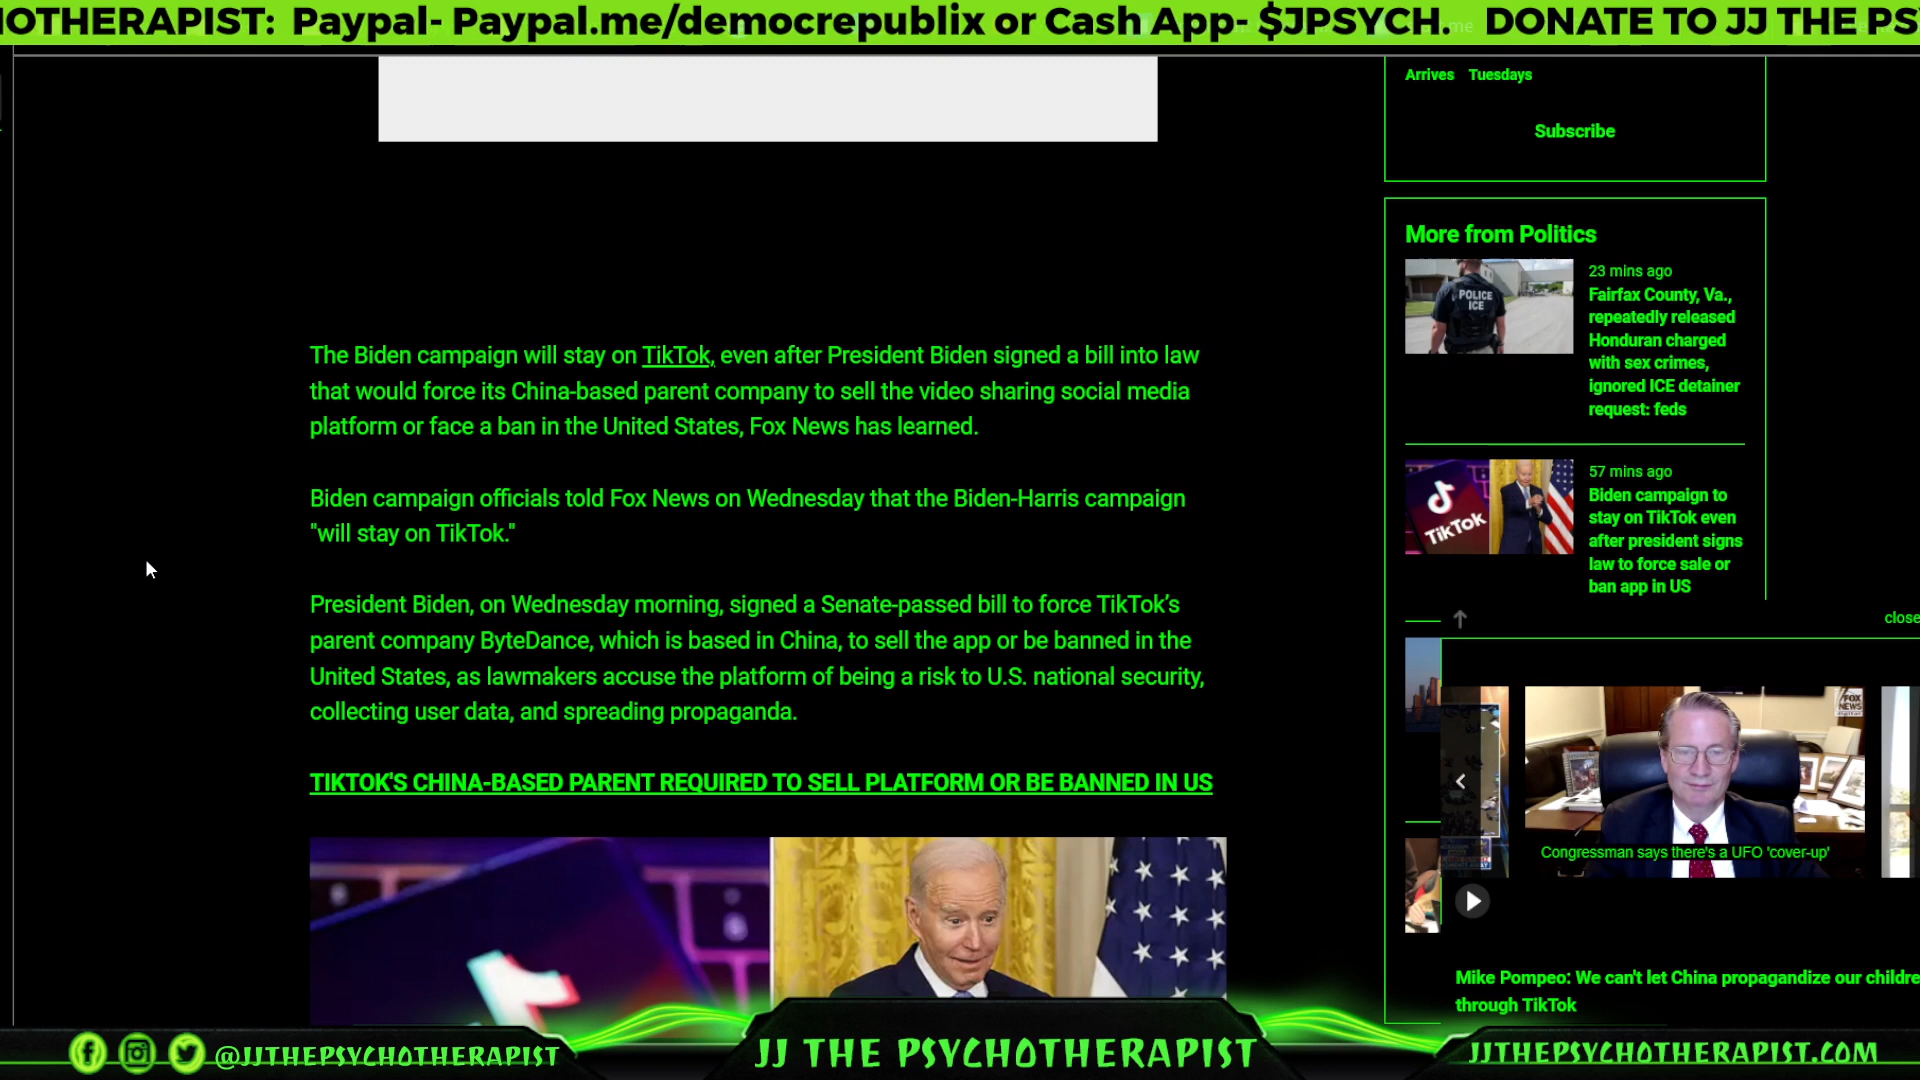 HOTHERAPIST: Paypal- Paypal.me/democrepublix or Cash App- $JPSYCH. DONATE TO JJ THE PS
Arrives Tuesdays
Subscribe
More from Politics
23 mins ago
Fairfax County, Va.,
repeatedly released
Honduran charged
with sex crimes,
ignored ICE detainer
request: feds
POLICE
ICE
57 mins ago
Biden campaign to
stay on TikTok even
after president signs
law to force sale or
ban app in US
TikTok
The Biden campaign will stay on TikTok, even after President Biden signed a bill into law
that would force its China-based parent company to sell the video sharing social media
platform or face a ban in the United States, Fox News has learned.
Biden campaign officials told Fox News on Wednesday that the Biden-Harris campaign
"will stay on TikTok."
President Biden, on Wednesday morning, signed a Senate-passed bill to force TikTok's
parent company ByteDance, which is based in China, to sell the app or be banned in the
United States, as lawmakers accuse the platform of being a risk to U.S. national security,
collecting user data, and spreading propaganda.
TIKTOK'S CHINA-BASED PARENT REQUIRED TO SELL PLATFORM OR BE BANNED IN US
close
FOX
NEWS
Congressman says there's a UFO 'cover-up'
Mike Pompeo: We can't let China propagandize our childre
through TikTok
@JJTHEPSYCHOTHERAPIST
JJ THE PSYCHOTHERAPIST
JJTHEPSYCHOTHERAPIST.COM